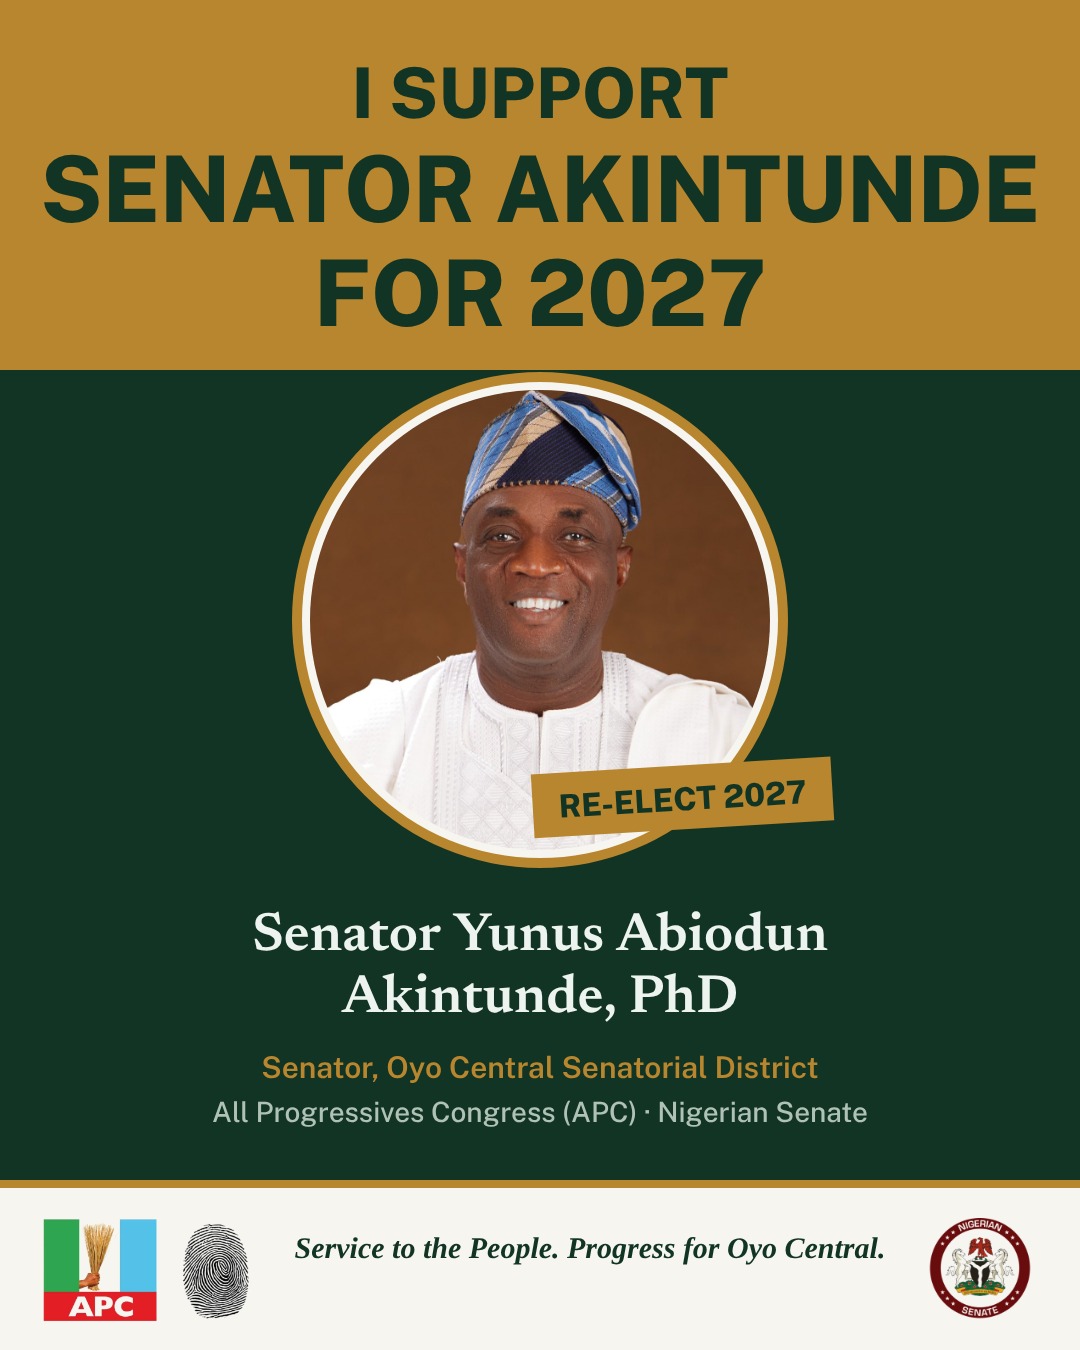 I SUPPORT
SENATOR AKINTUNDE
FOR 2027
RE-ELECT 2027
Senator Yunus Abiodun
Akintunde, PhD
Senator, Oyo Central Senatorial District
All Progressives Congress (APC) · Nigerian Senate
APC
Service to the People. Progress for Oyo Central.
NIGERIAN
SENATE